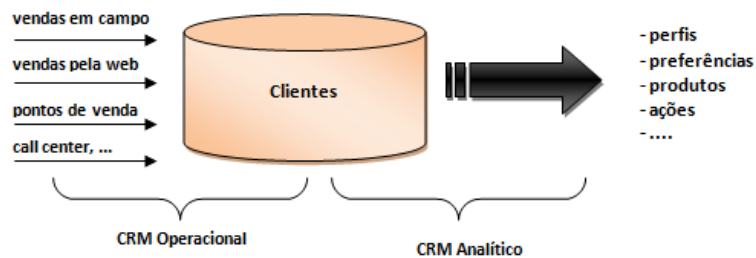 vendas em campo
vendas pela web
pontos de venda
call center, ...
Clientes
- perfis
- preferências
- produtos
- ações
- ....
CRM Operacional
CRM Analítico